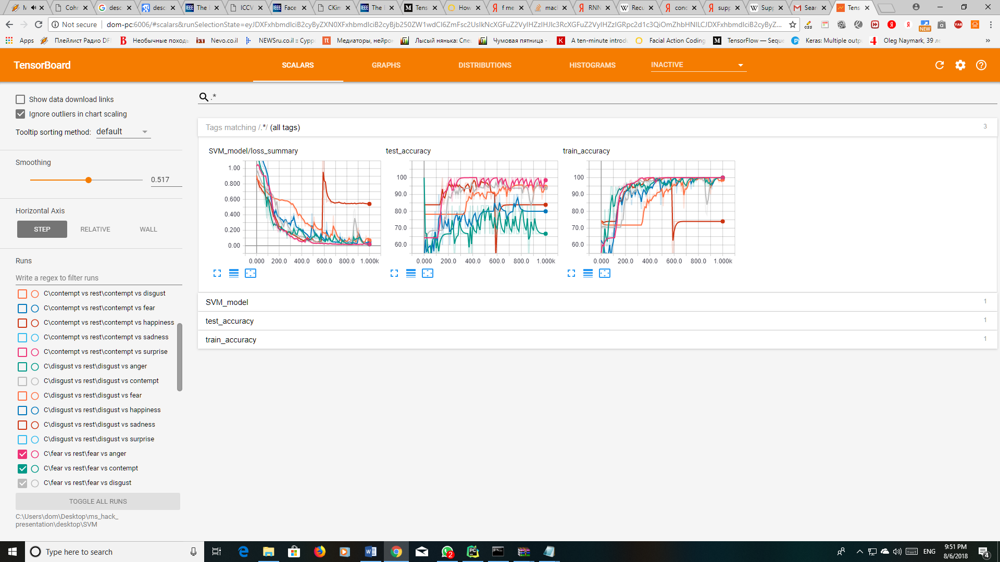 M
Cohn
desc
desc
The I
ICCV
Face
CKim
The I
Tens
How
f me
macl
RNN
Recu
conc
supp
Supp
Sear
Tens
Not secure
dom-pc:6006/#scalars&runSelectionState=
NEW
Apps
Плейлист Радио DF
Необычные походь
Nevo.co.il
NEWSru.co.il :: Сурр
Медиаторы, нейрон
Лысый нянька: Спец
Чумовая пятница -
A ten-minute introdu
Facial Action Coding
TensorFlow — Seque
Keras: Multiple outp
Oleg Naymark, 39 ле
»
TensorBoard
SCALARS
GRAPHS
DISTRIBUTIONS
HISTOGRAMS
INACTIVE
Show data download links
Ignore outliers in chart scaling
Tooltip sorting method: default
Smoothing
0.517
Horizontal Axis
STEP RELATIVE WALL
Runs
Write a regex to filter runs
C\contempt vs rest\contempt vs disgust
C\contempt vs rest\contempt vs fear
C\contempt vs rest\contempt vs happiness
C\contempt vs rest\contempt vs sadness
C\contempt vs rest\contempt vs surprise
C\disgust vs rest\disgust vs anger
C\disgust vs rest\disgust vs contempt
C\disgust vs rest\disgust vs fear
C\disgust vs rest\disgust vs happiness
C\disgust vs rest\disgust vs sadness
C\disgust vs rest\disgust vs surprise
C\fear vs rest\fear vs anger
C\fear vs rest\fear vs contempt
C\fear vs rest\fear vs disgust
TOGGLE ALL RUNS
C:\Users\dom\Desktop\ms_hack_
presentation\desktop\SVM
.*
Tags matching /.*/ (all tags)
3
SVM_model/loss_summary
1.00
0.800
0.600
0.400
0.200
0.00
0.000 200.0 400.0 600.0 800.0 1.000k
test_accuracy
100
90.0
80.0
70.0
60.0
0.000 200.0 400.0 600.0 800.0 1.000k
train_accuracy
100
90.0
80.0
70.0
60.0
0.000 200.0 400.0 600.0 800.0 1.000k
SVM_model
1
test_accuracy
1
train_accuracy
1
Type here to search
2
ENG
9:51 PM
8/6/2018
4